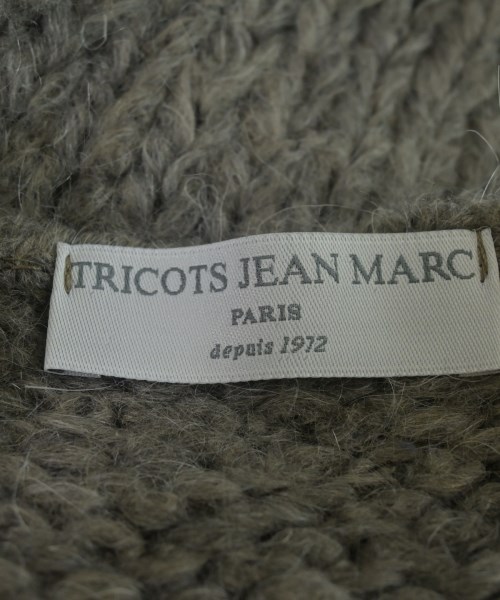 TRICOTS JEAN MARC
PARIS
depuis 1972